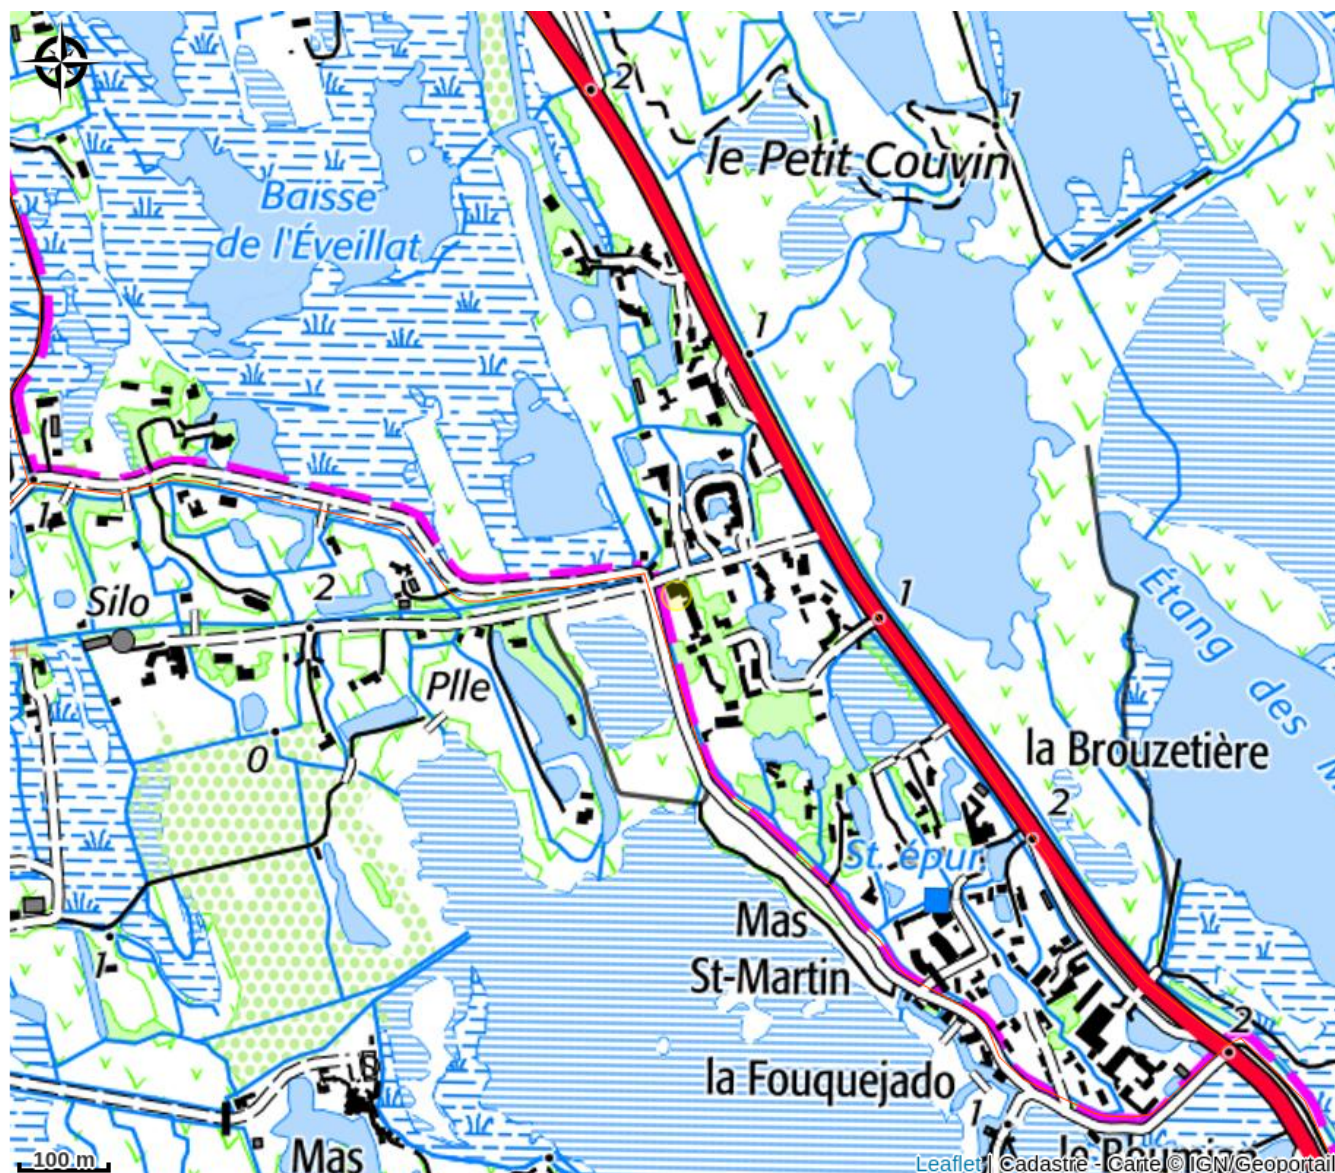 2
1
le Petit Couvin
Baisse
de l'Éveillat
1
1
Silo
2
1
Étang
des
Plle
0
la Brouzetière
2
St. épur.
Mas
St-Martin
1
2
la Fouquejado
1
Mas
100 m
Leaflet | Cadastre - Carte © IGN/Geoportail